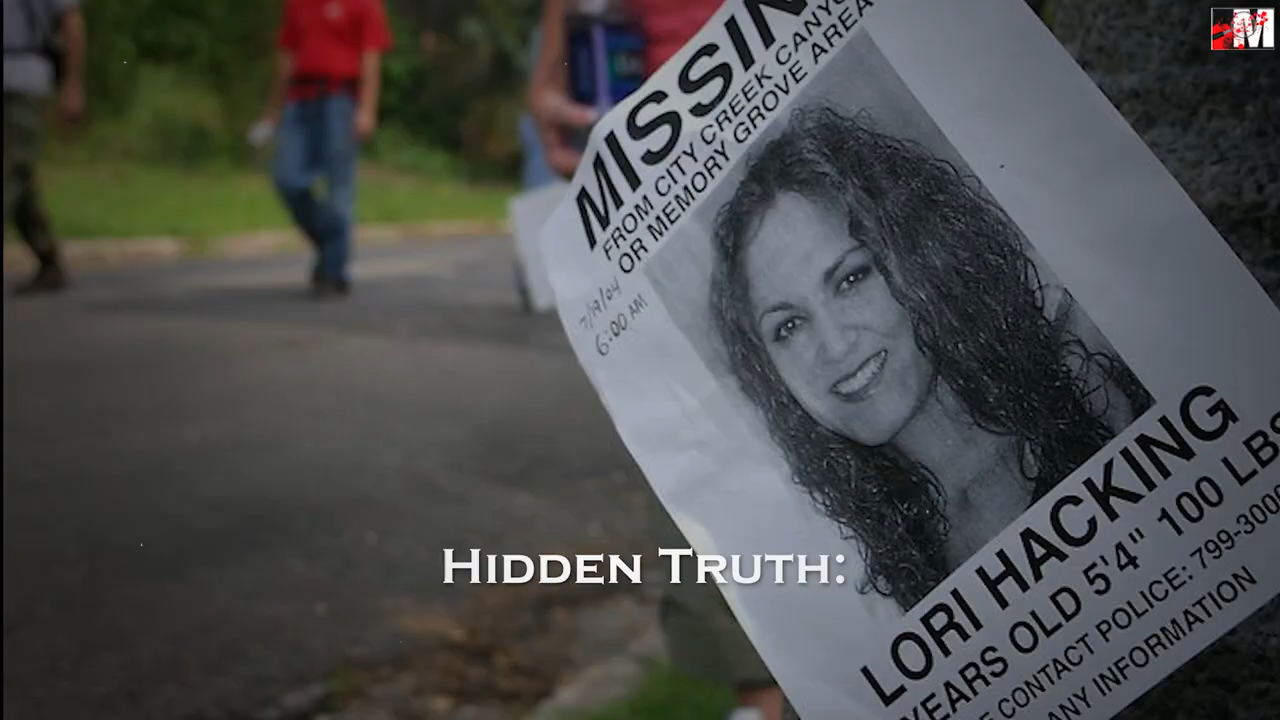 MISSIN
FROM CITY CREEK CANYO
OR MEMORY GROVE AREA
7/19/04
6:00 AM
LORI HACKING
YEARS OLD 5'4" 100 LBS
CONTACT POLICE: 799-3000
ANY INFORMATION
HIDDEN TRUTH:
M